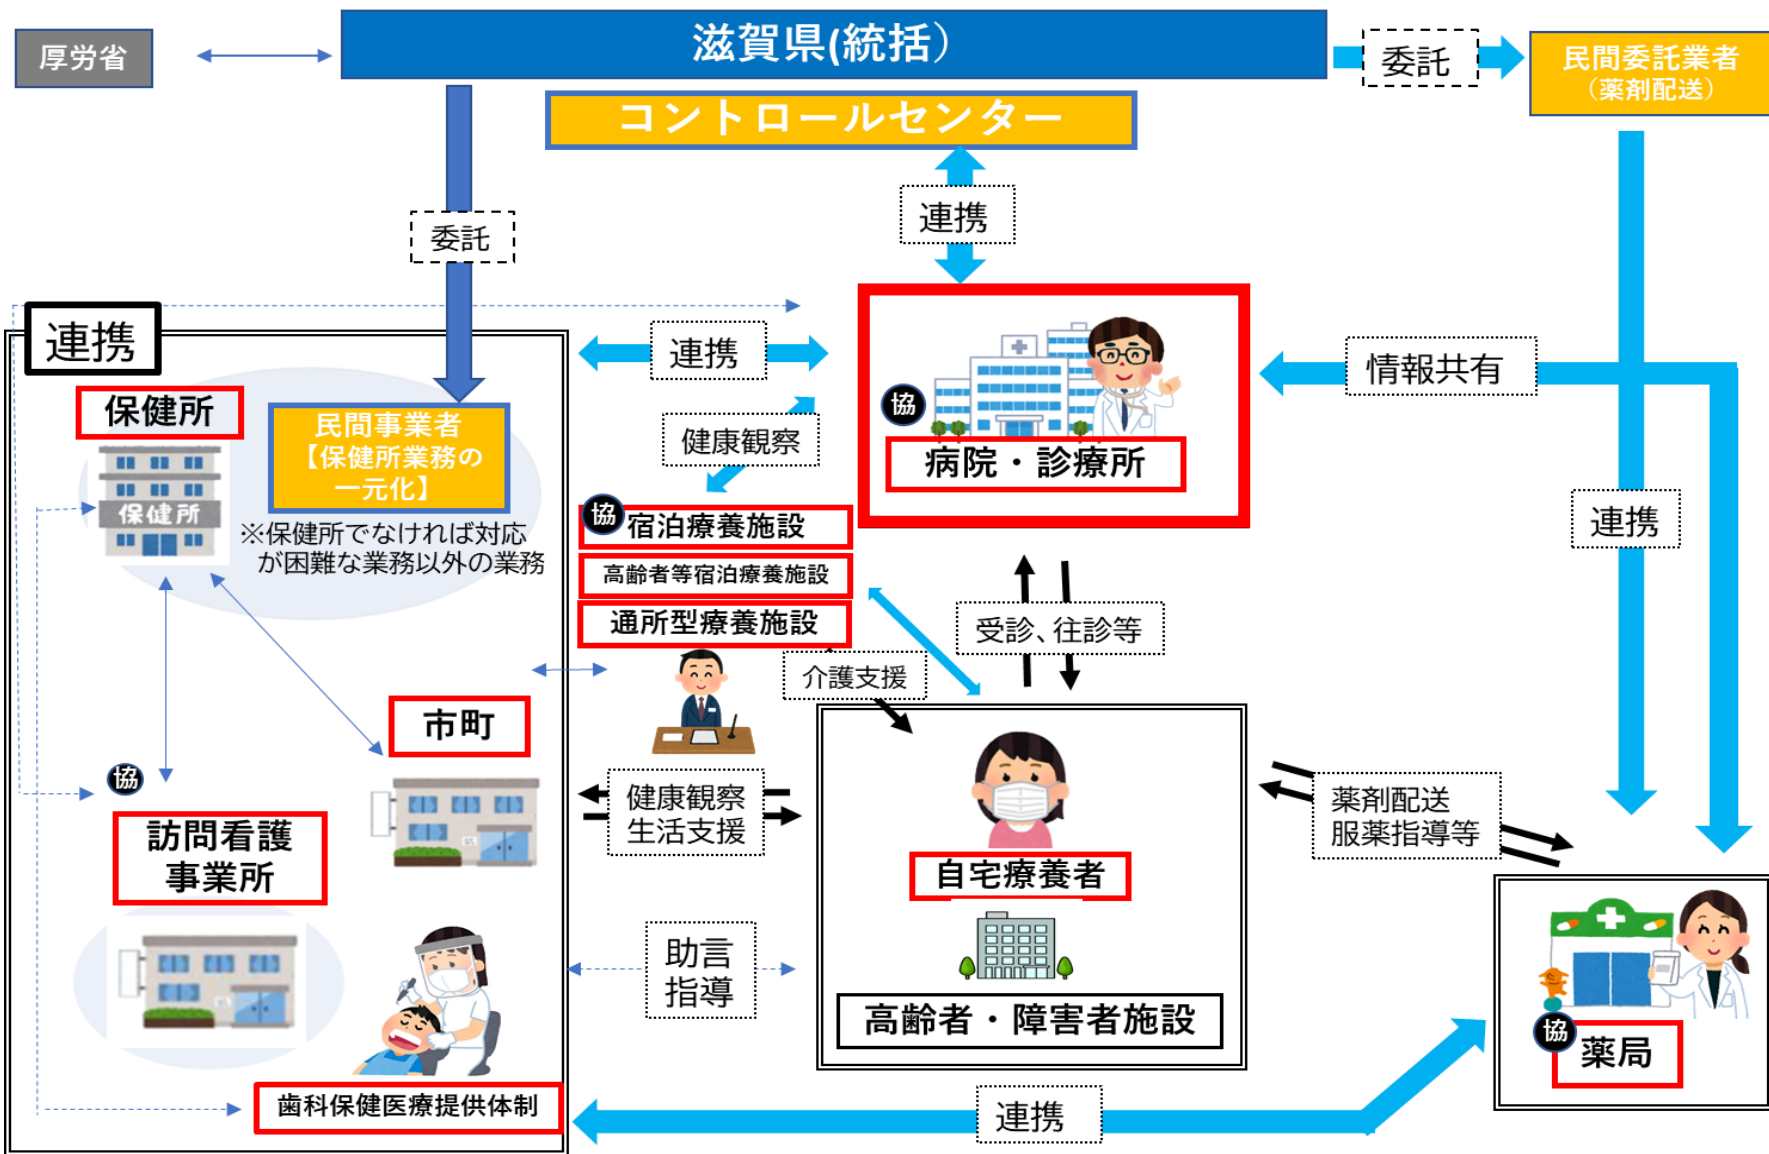 厚労省
滋賀県(統括）
委託
民間委託業者
（薬剤配送）
コントロールセンター
連携
委託
連携
連携
情報共有
保健所
民間事業者
【保健所業務の
一元化】
保健所
※保健所でなければ対応
が困難な業務以外の業務
健康観察
協
病院・診療所
連携
協
宿泊療養施設
高齢者等宿泊療養施設
通所型療養施設
受診、往診等
介護支援
市町
協
訪問看護
事業所
健康観察
生活支援
薬剤配送
服薬指導等
自宅療養者
助言
指導
高齢者・障害者施設
協
薬局
歯科保健医療提供体制
連携